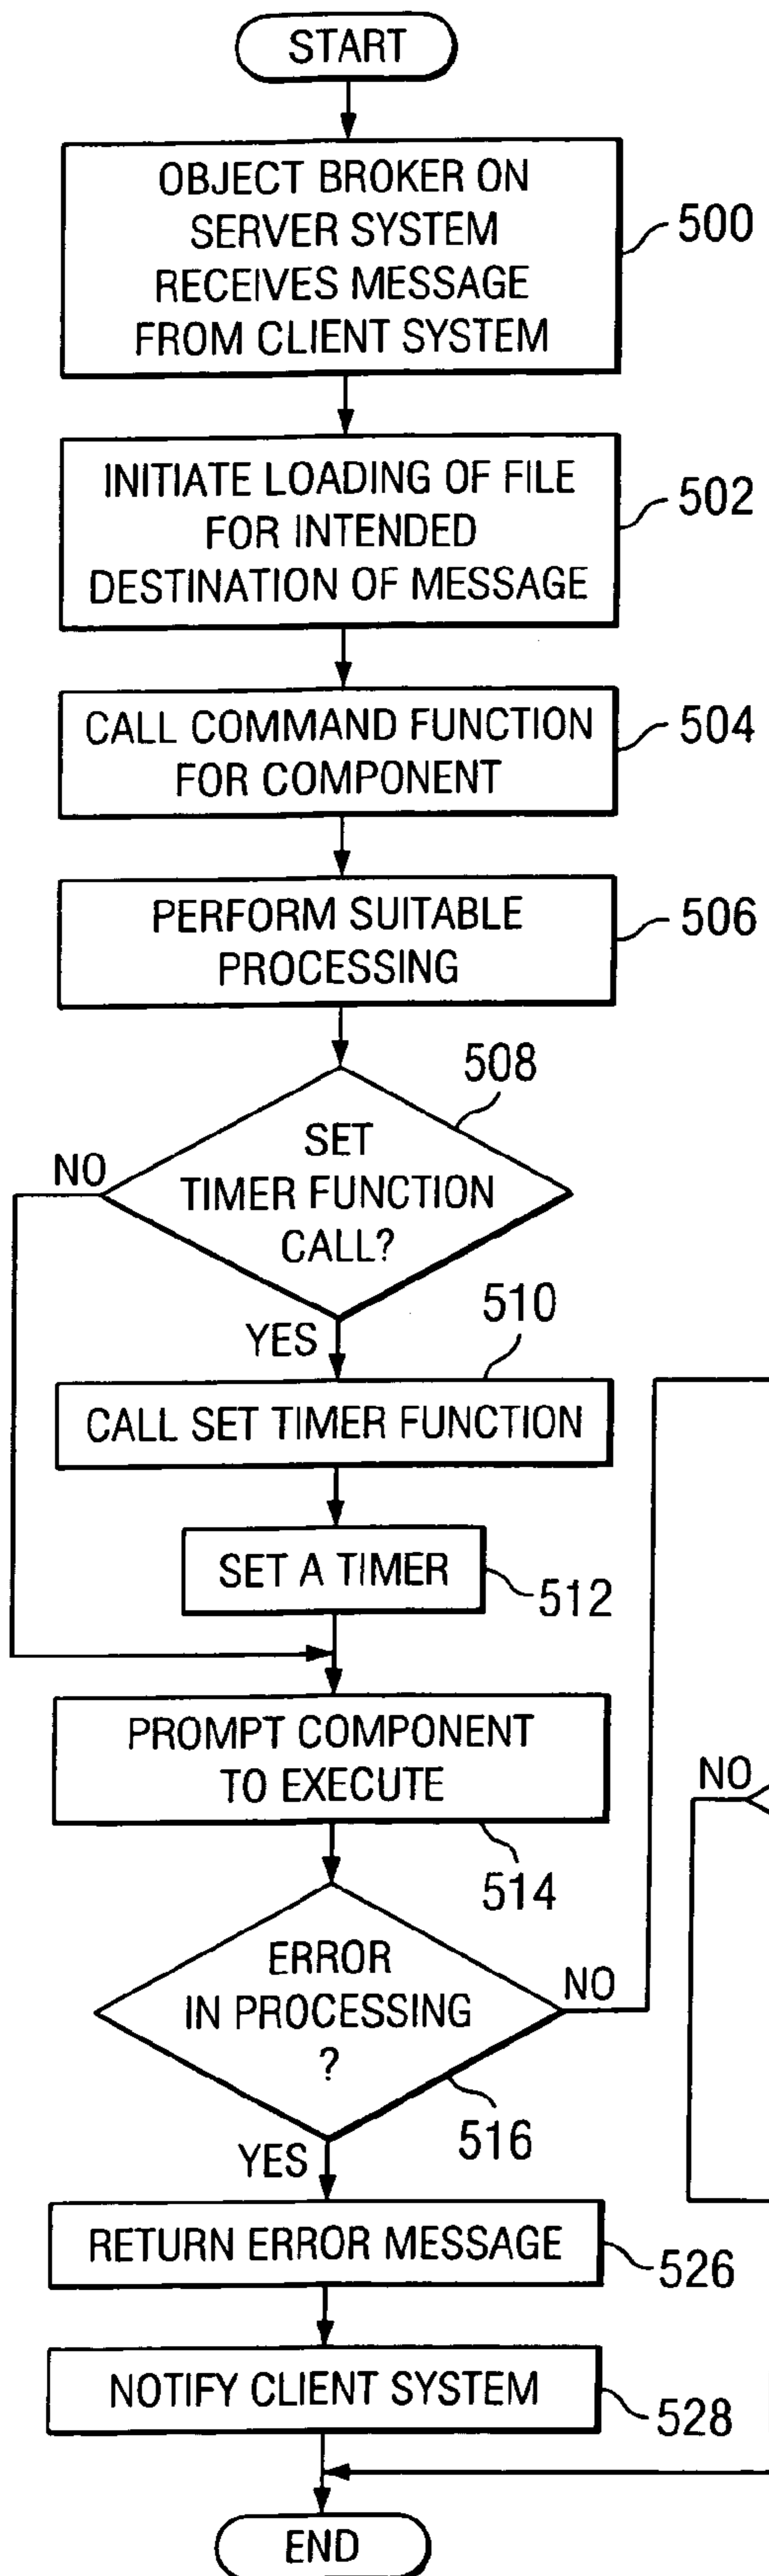 START
OBJECT BROKER ON
SERVER SYSTEM
RECEIVES MESSAGE
FROM CLIENT SYSTEM
500
INITIATE LOADING OF FILE
FOR INTENDED
DESTINATION OF MESSAGE
502
CALL COMMAND FUNCTION
FOR COMPONENT
504
PERFORM SUITABLE
PROCESSING
506
508
SET
TIMER FUNCTION
CALL?
NO
YES
510
CALL SET TIMER FUNCTION
SET A TIMER
512
PROMPT COMPONENT
TO EXECUTE
514
NO
ERROR
IN PROCESSING
?
NO
516
YES
RETURN ERROR MESSAGE
526
NOTIFY CLIENT SYSTEM
528
END